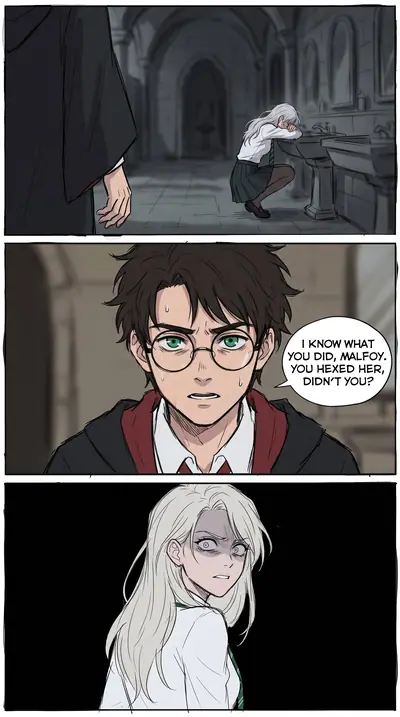 I KNOW WHAT
YOU DID, MALFOY.
YOU HEXED HER,
DIDN'T YOU?